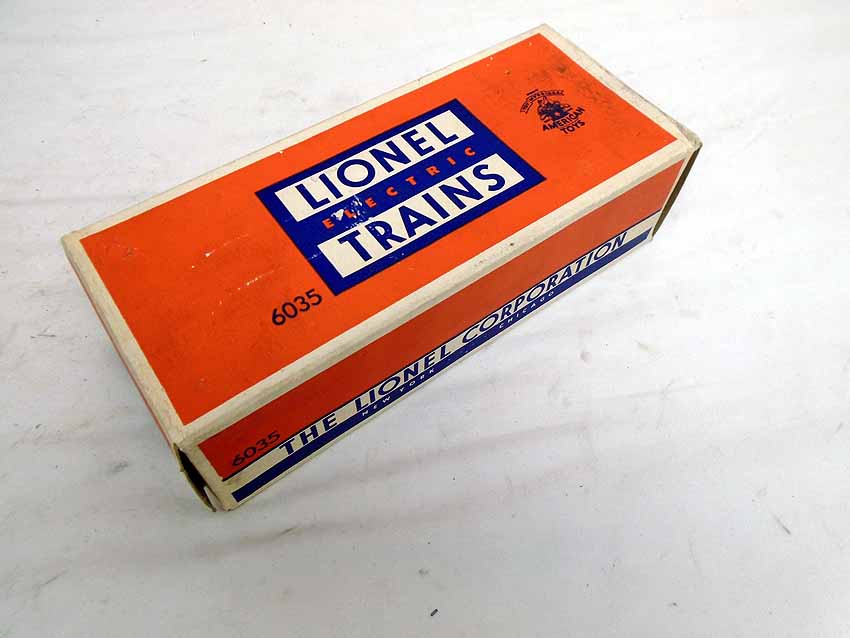 LIONEL
ELECTRIC
TRAINS
6035
AMERICAN
TOYS
6035
THE LIONEL CORPORATION
NEW YORK . . . CHICAGO